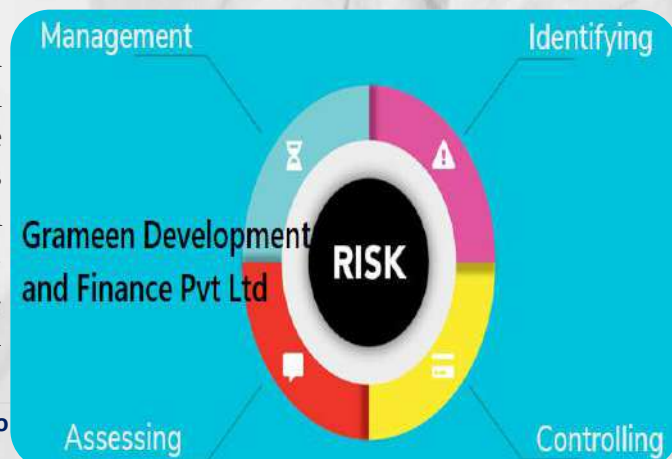 Management
Identifying
Grameen Development
and Finance Pvt Ltd
RISK
Assessing
Controlling